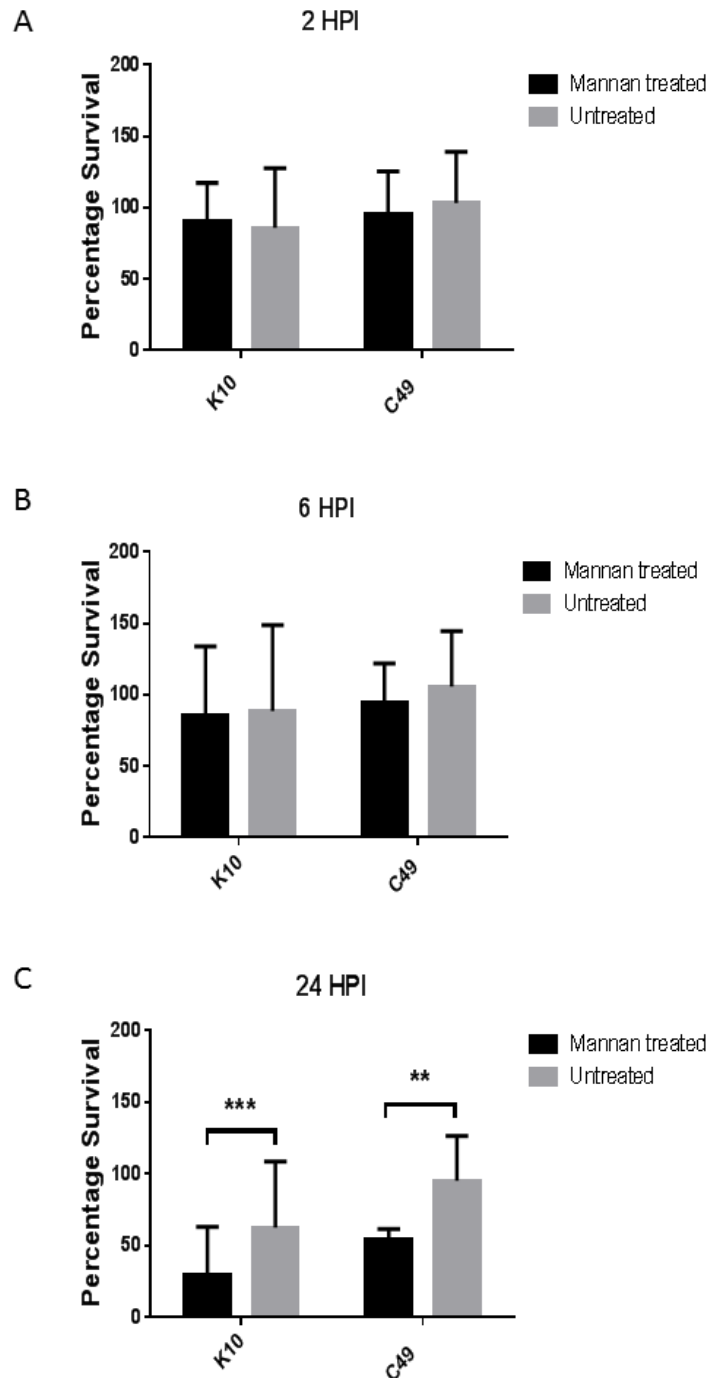 A
2 HPI
Percentage Survival
200
150
100
50
0
K10
C49
Mannan treated
Untreated
B
6 HPI
Percentage Survival
200
150
100
50
0
K10
C49
Mannan treated
Untreated
C
24 HPI
Percentage Survival
200
150
100
50
0
***
**
K10
C49
Mannan treated
Untreated